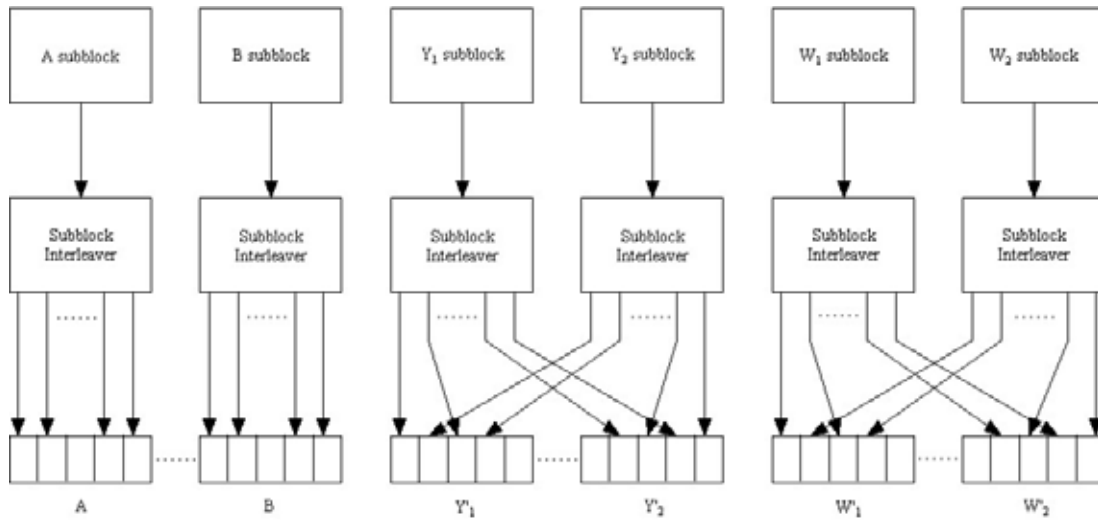 A subblock
B subblock
Y₁ subblock
Y₂ subblock
W₁ subblock
W₂ subblock
Subblock
Interleaver
Subblock
Interleaver
Subblock
Interleaver
Subblock
Interleaver
Subblock
Interleaver
Subblock
Interleaver
A
B
Y'₁
Y'₂
W'₁
W'₂